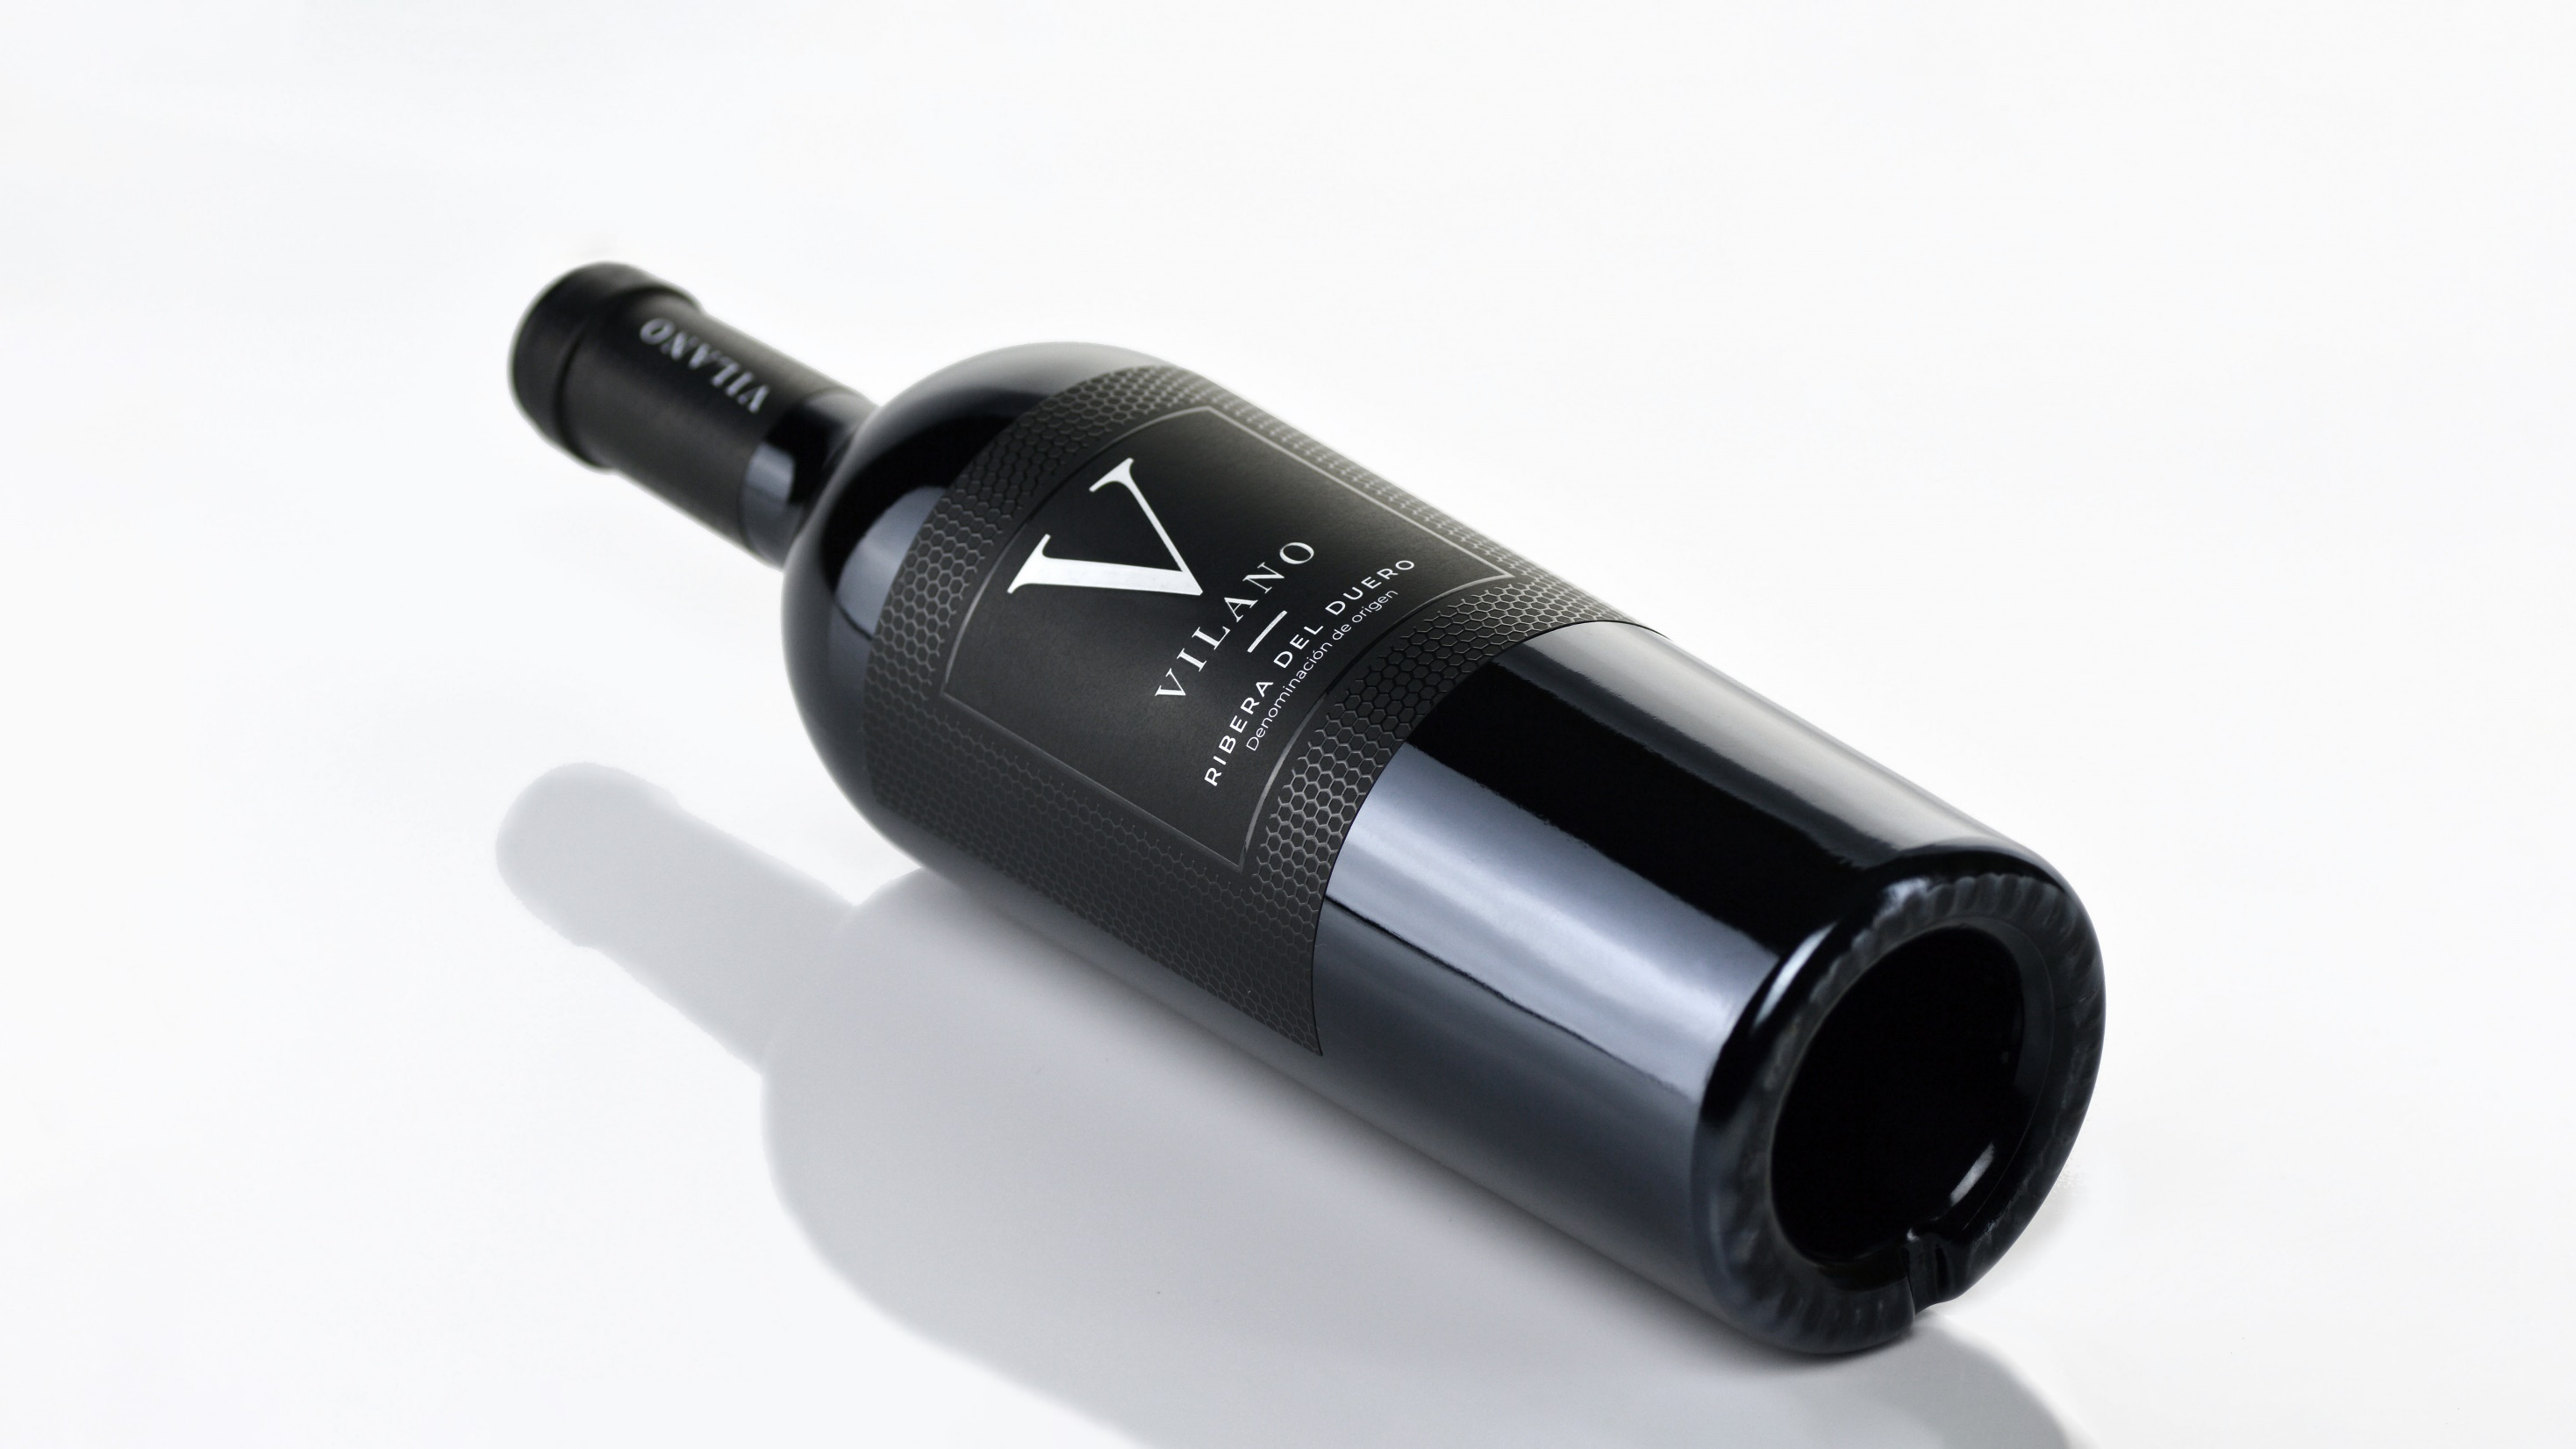 VILANO
V
VILANO
RIBERA DEL DUERO
Denominación de origen